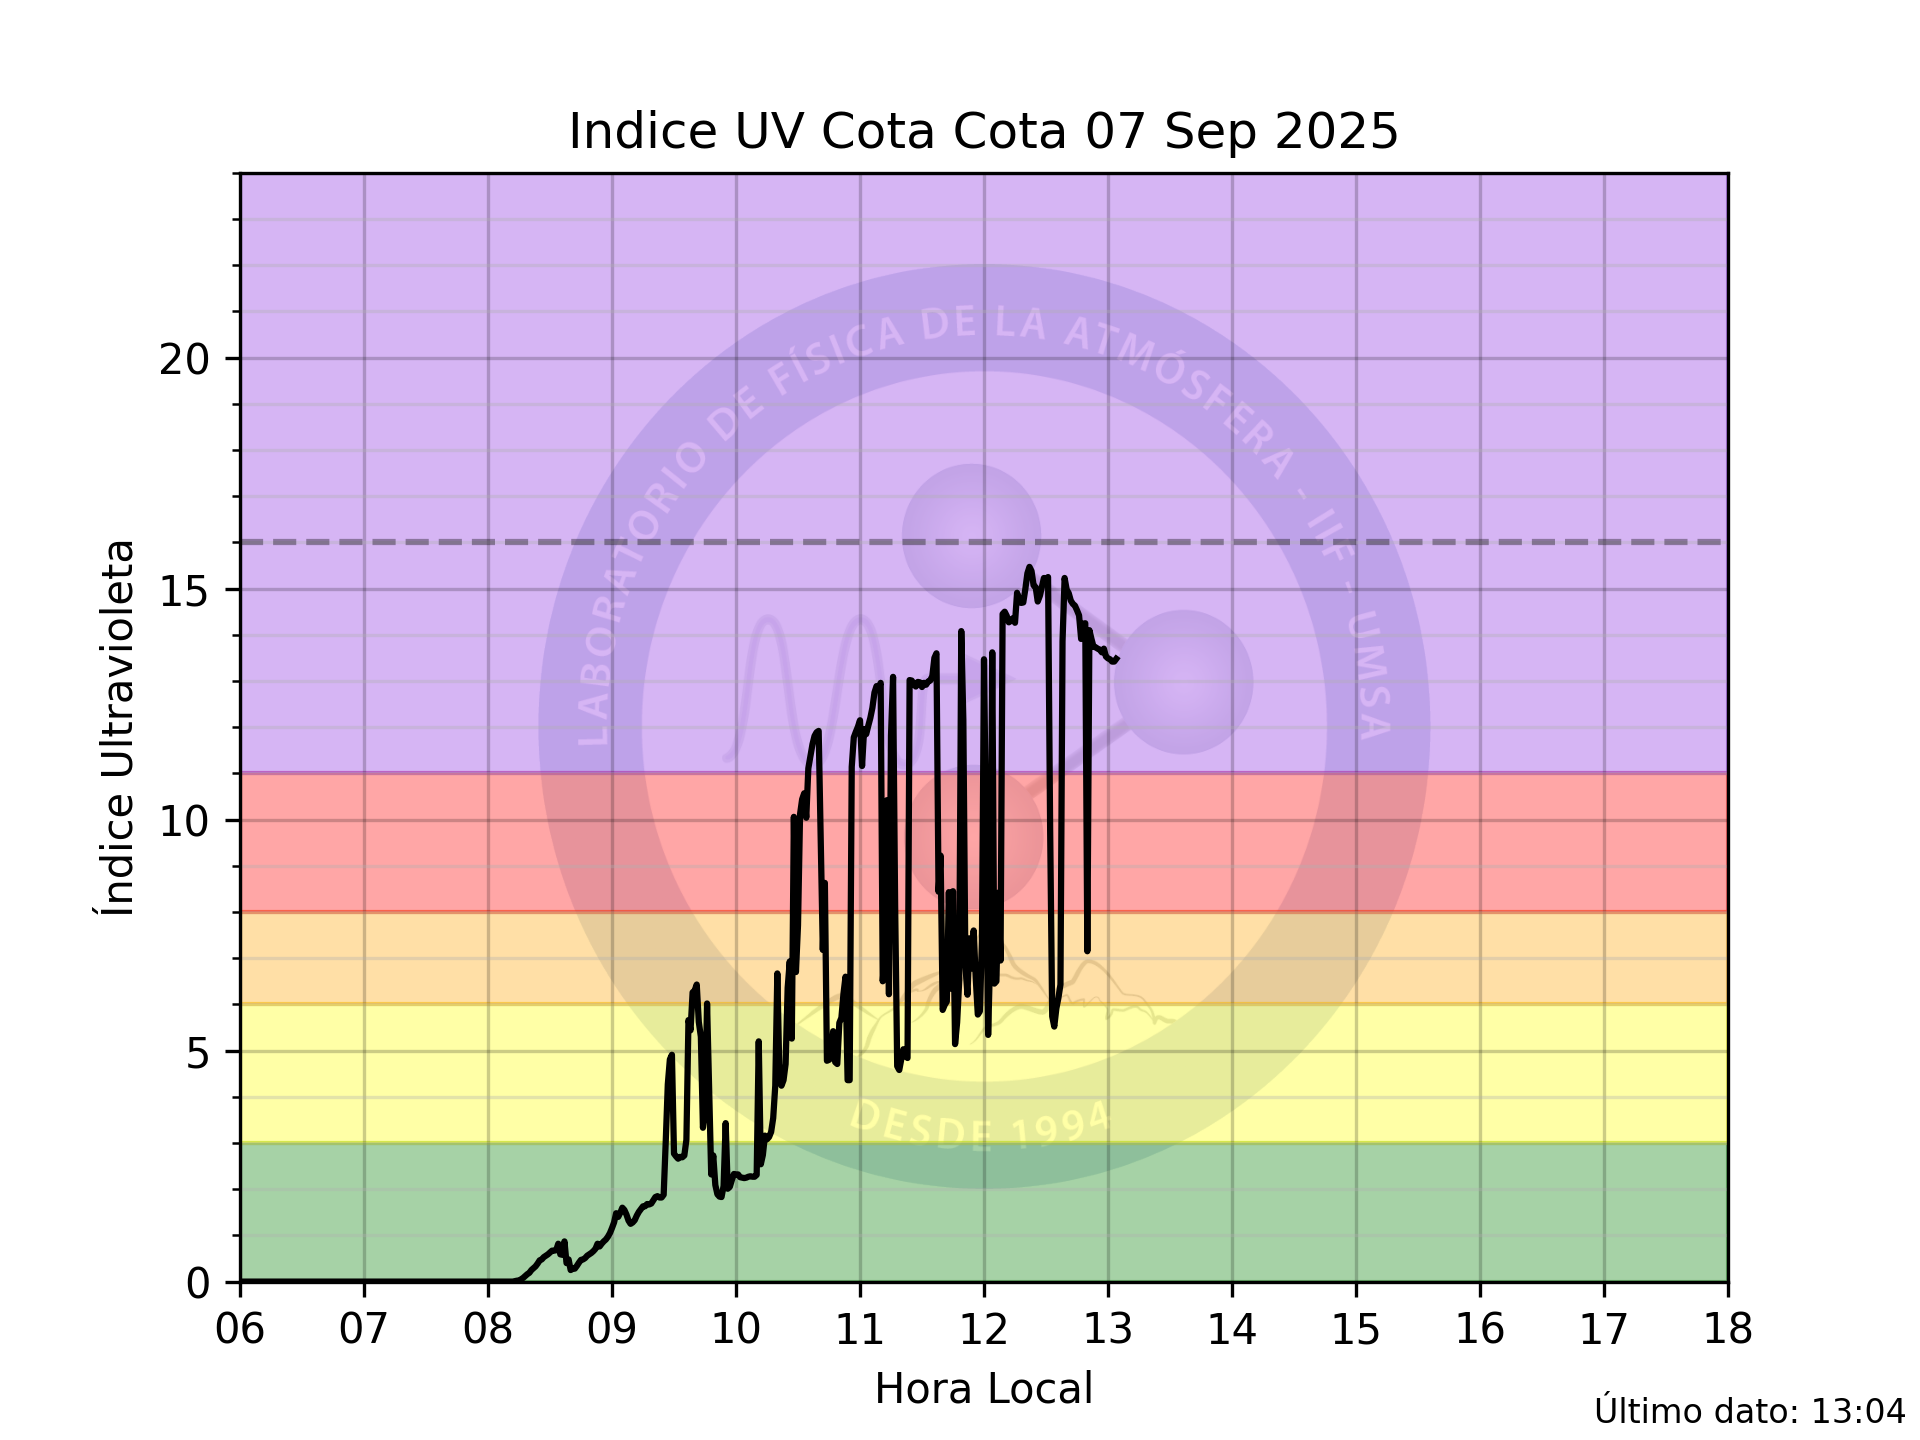 Indice UV Cota Cota 07 Sep 2025
LABORATORIO DE FÍSICA DE LA ATMÓSFERA - IIF - UMSA
20
15
10
5
0
Índice Ultravioleta
DESDE 1994
06 07 08 09 10 11 12 13 14 15 16 17 18
Hora Local
Último dato: 13:04